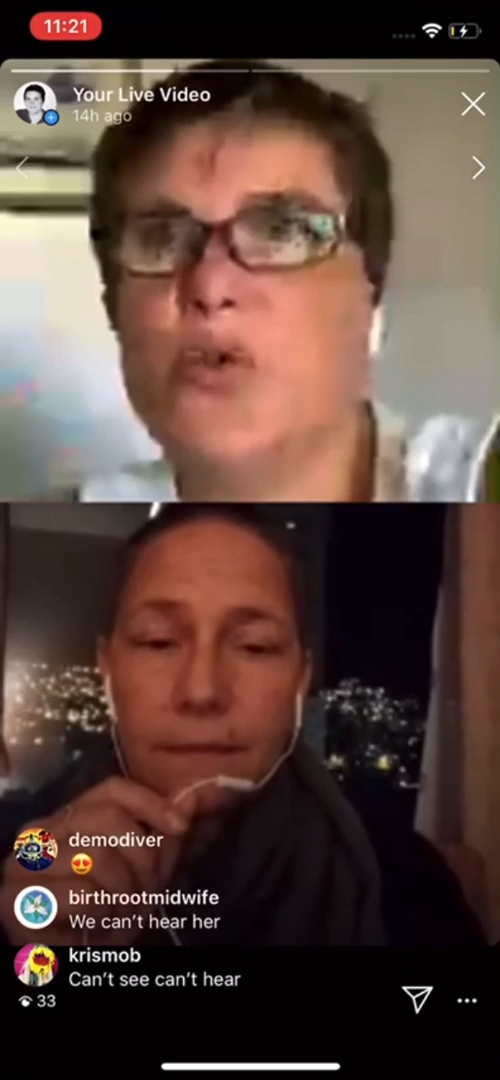 11:21
Your Live Video
14h ago
demodiver
😍
birthrootmidwife
We can't hear her
krismob
Can't see can't hear
33